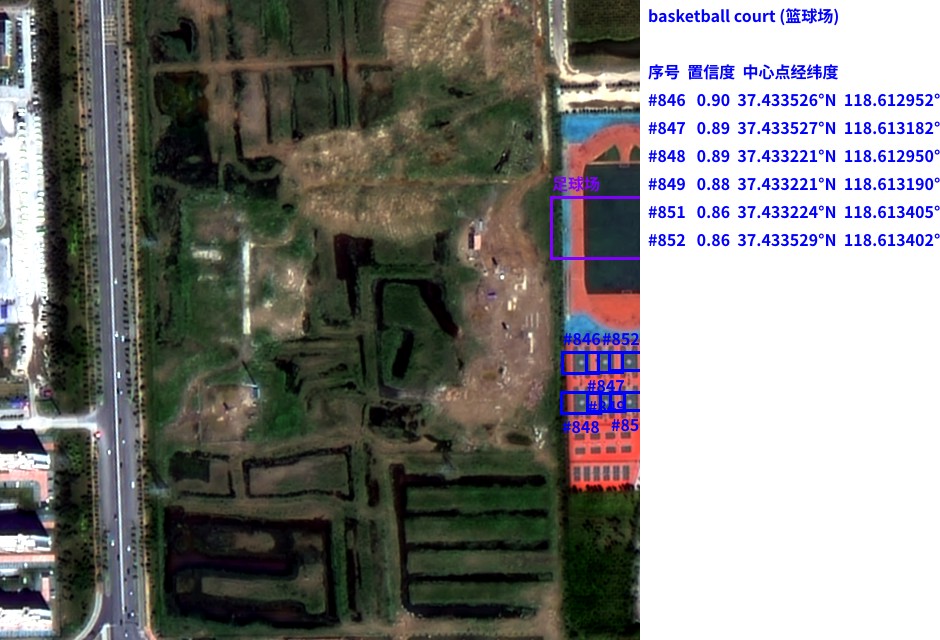 basketball court (篮球场)
序号 置信度 中心点经纬度
#846 0.90 37.433526°N 118.612952°
#847 0.89 37.433527°N 118.613182°
#848 0.89 37.433221°N 118.612950°
#849 0.88 37.433221°N 118.613190°
#851 0.86 37.433224°N 118.613405°
#852 0.86 37.433529°N 118.613402°
足球场
#846 #852
#847
#848 #85